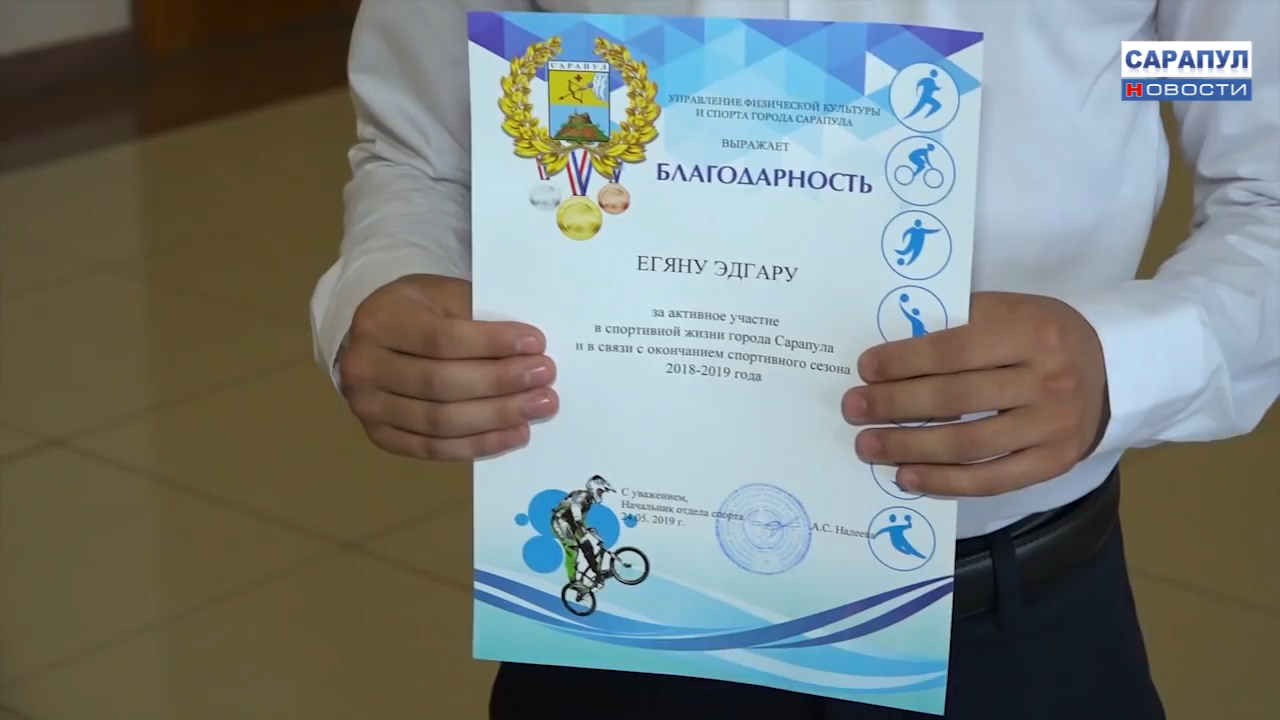 САРАПУЛ
НОВОСТИ
САРАПУЛ
УПРАВЛЕНИЕ ФИЗИЧЕСКОЙ КУЛЬТУРЫ
И СПОРТА ГОРОДА САРАПУЛА
ВЫРАЖАЕТ
БЛАГОДАРНОСТЬ
ЕГЯНУ ЭДГАРУ
за активное участие
в спортивной жизни города Сарапула
и в связи с окончанием спортивного сезона
2018-2019 года
С уважением,
Начальник отдела спорта
24.05. 2019 г.
А.С. Надеева